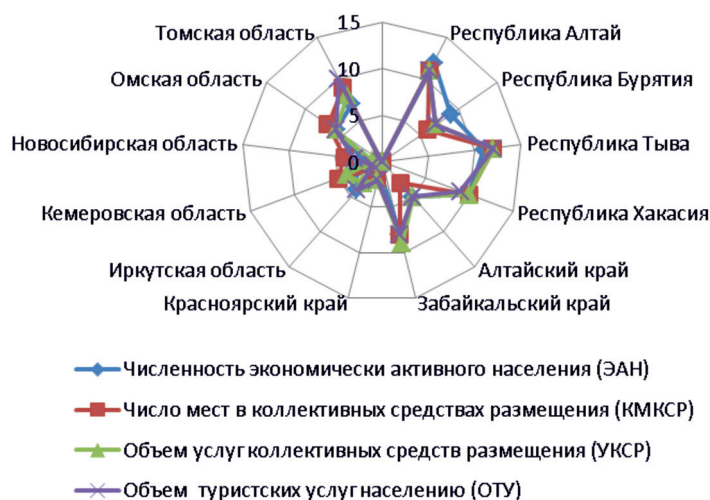 15
Томская область
Республика Алтай
Омская область
10
Республика Бурятия
5
Новосибирская область
Республика Тыва
0
Кемеровская область
Республика Хакасия
Иркутская область
Алтайский край
Красноярский край
Забайкальский край
Численность экономически активного населения (ЭАН)
Число мест в коллективных средствах размещения (КМКСР)
Объем услуг коллективных средств размещения (УКСР)
Объем туристских услуг населению (ОТУ)